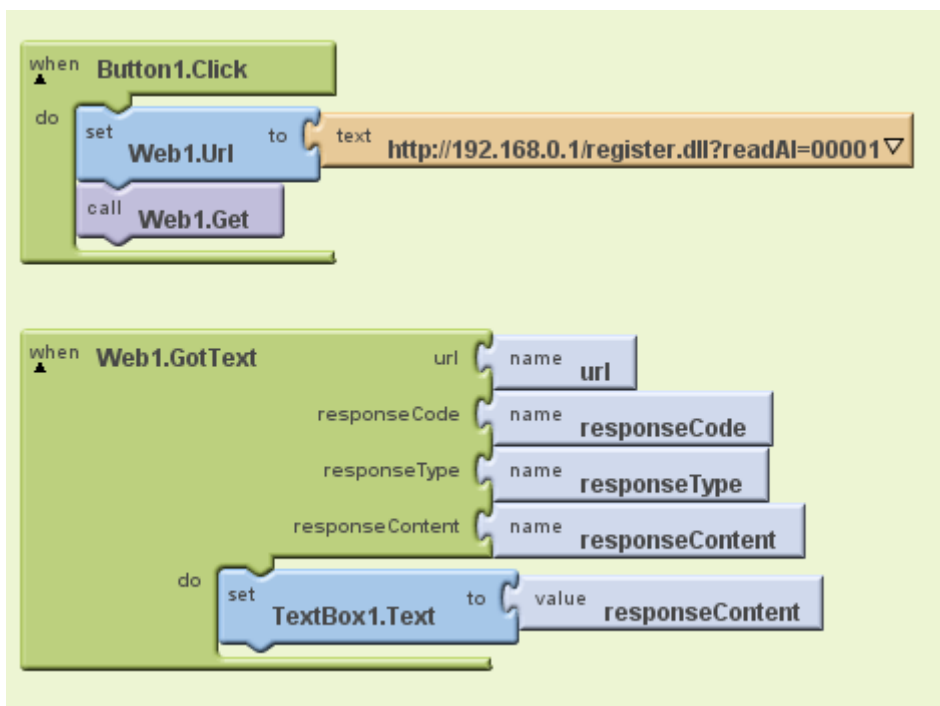 when Button1.Click
do set Web1.Url to text http://192.168.0.1/register.dll?readAI=00001
call Web1.Get
when Web1.GotText url name url
responseCode name responseCode
responseType name responseType
responseContent name responseContent
do set TextBox1.Text to value responseContent